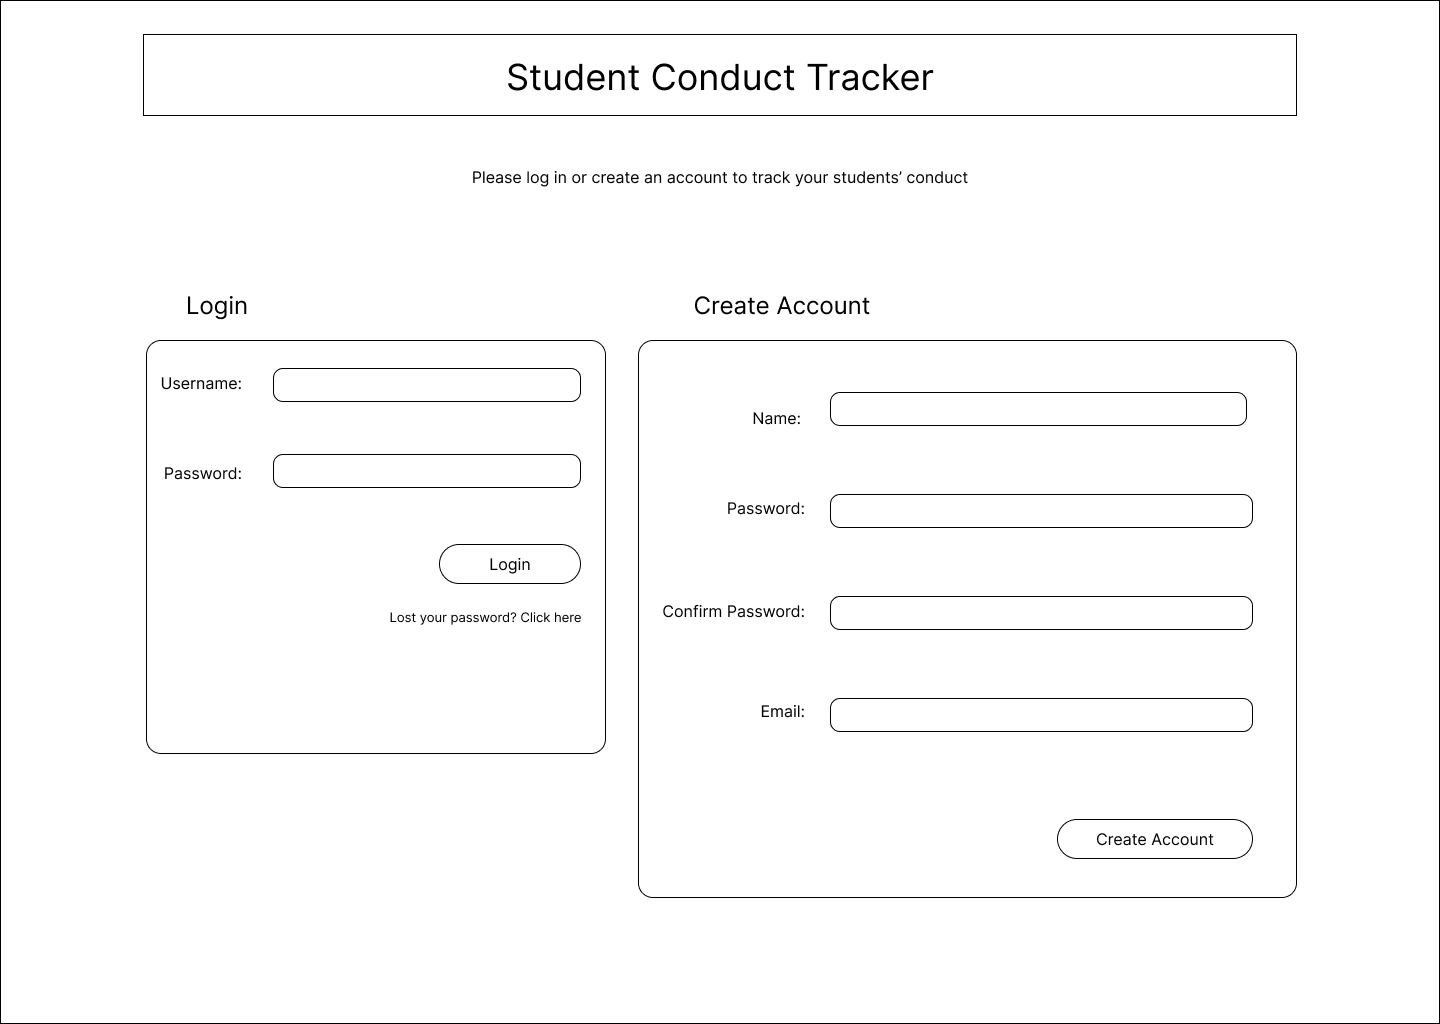 Student Conduct Tracker
Please log in or create an account to track your students’ conduct
Login
Username:
Password:
Login
Lost your password? Click here
Create Account
Name:
Password:
Confirm Password:
Email:
Create Account